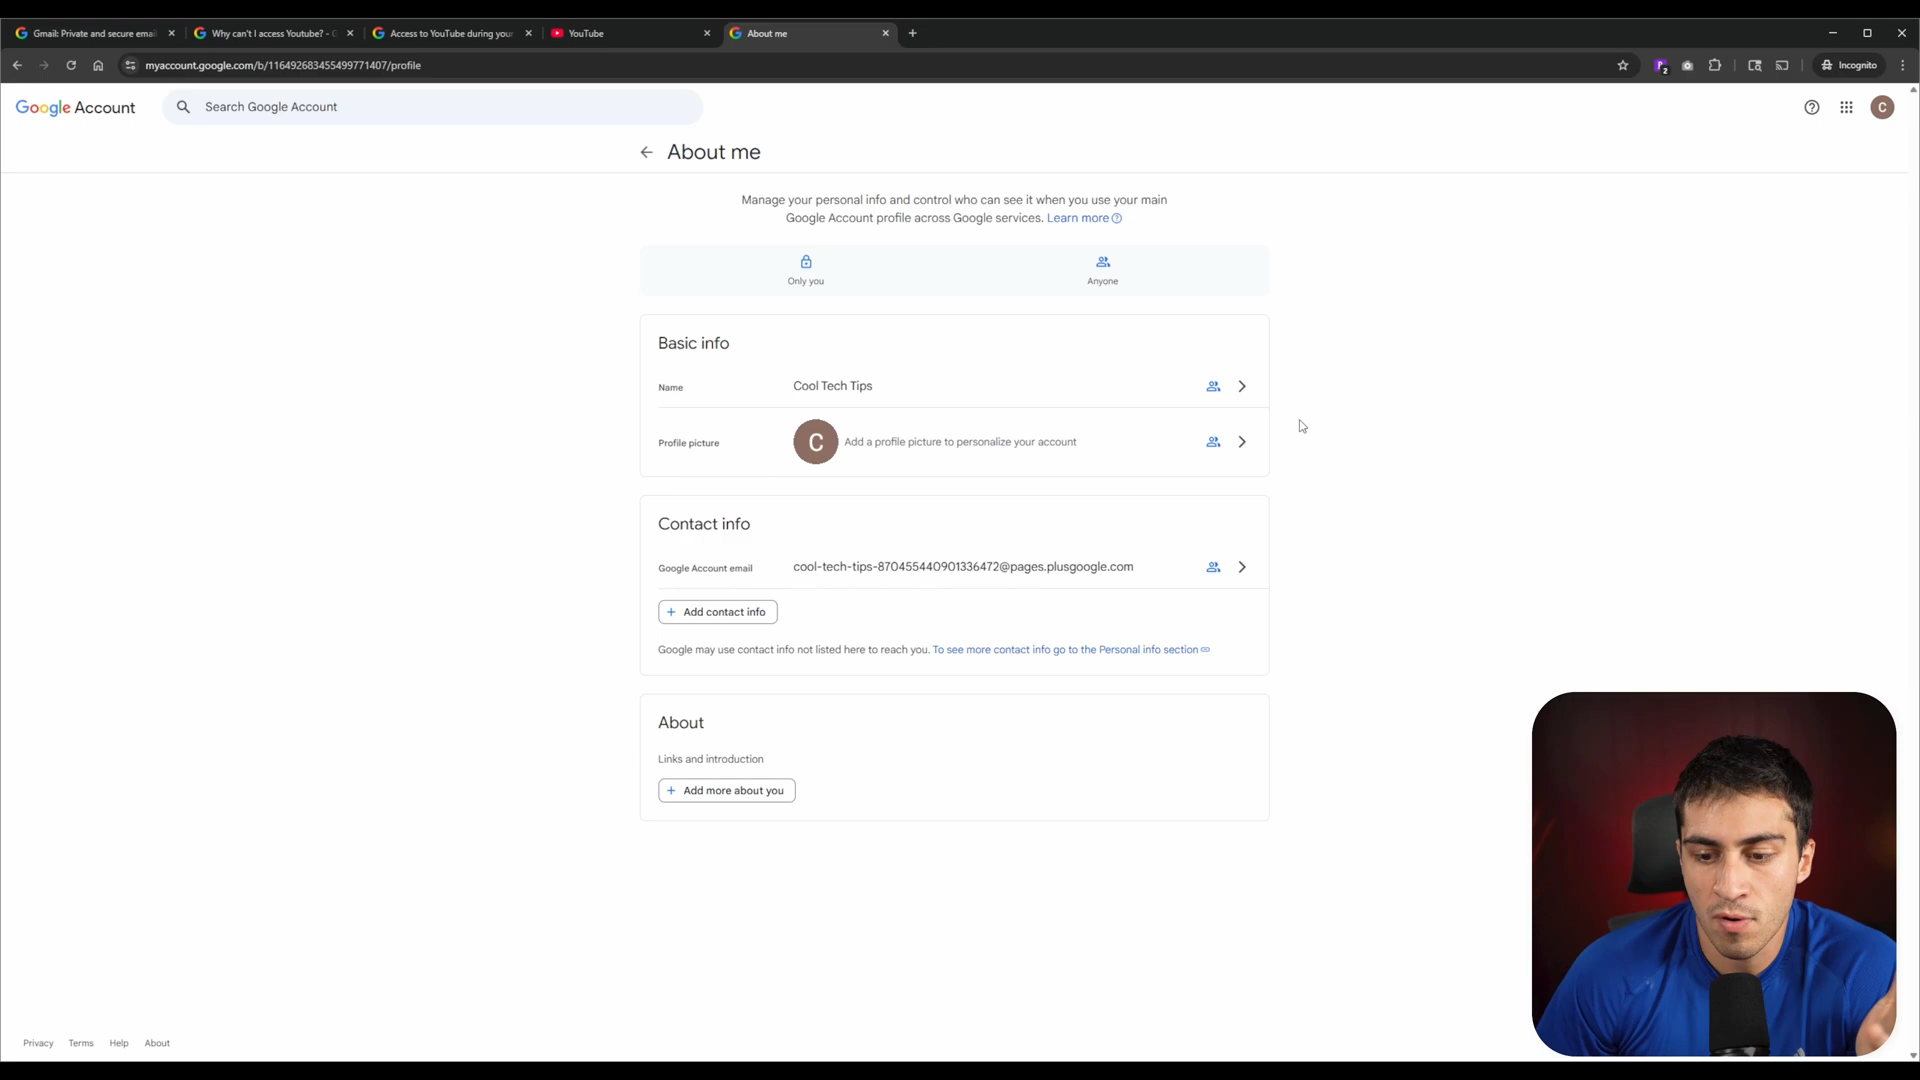 Gmail: Private and secure emai
Why can't I access Youtube? - G
Access to YouTube during your
YouTube
About me
myaccount.google.com/b/116492683455499771407/profile
2
Incognito
Google Account
Search Google Account
C
About me
Manage your personal info and control who can see it when you use your main
Google Account profile across Google services. Learn more
Only you
Anyone
Basic info
Name
Cool Tech Tips
Profile picture
C
Add a profile picture to personalize your account
Contact info
Google Account email
cool-tech-tips-870455440901336472@pages.plusgoogle.com
Add contact info
Google may use contact info not listed here to reach you. To see more contact info go to the Personal info section
About
Links and introduction
Add more about you
Privacy
Terms
Help
About